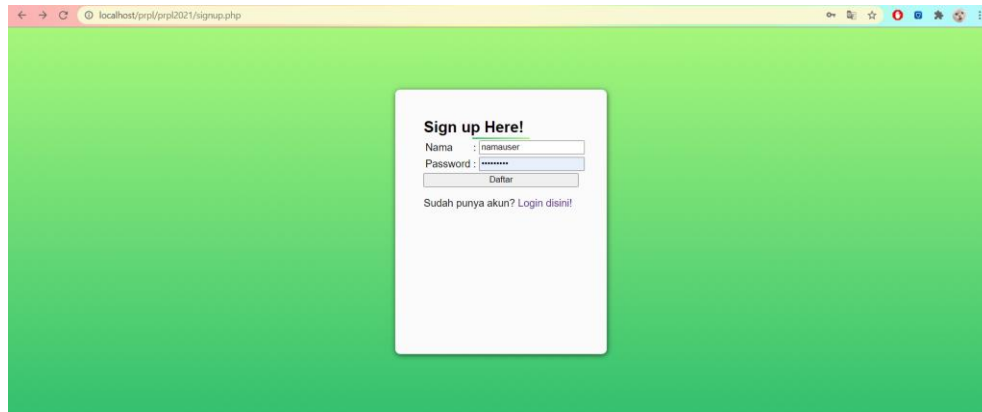 localhost/prpl/prpl2021/signup.php
Sign up Here!
Nama : namauser
Password : •••••••••
Daftar
Sudah punya akun? Login disini!